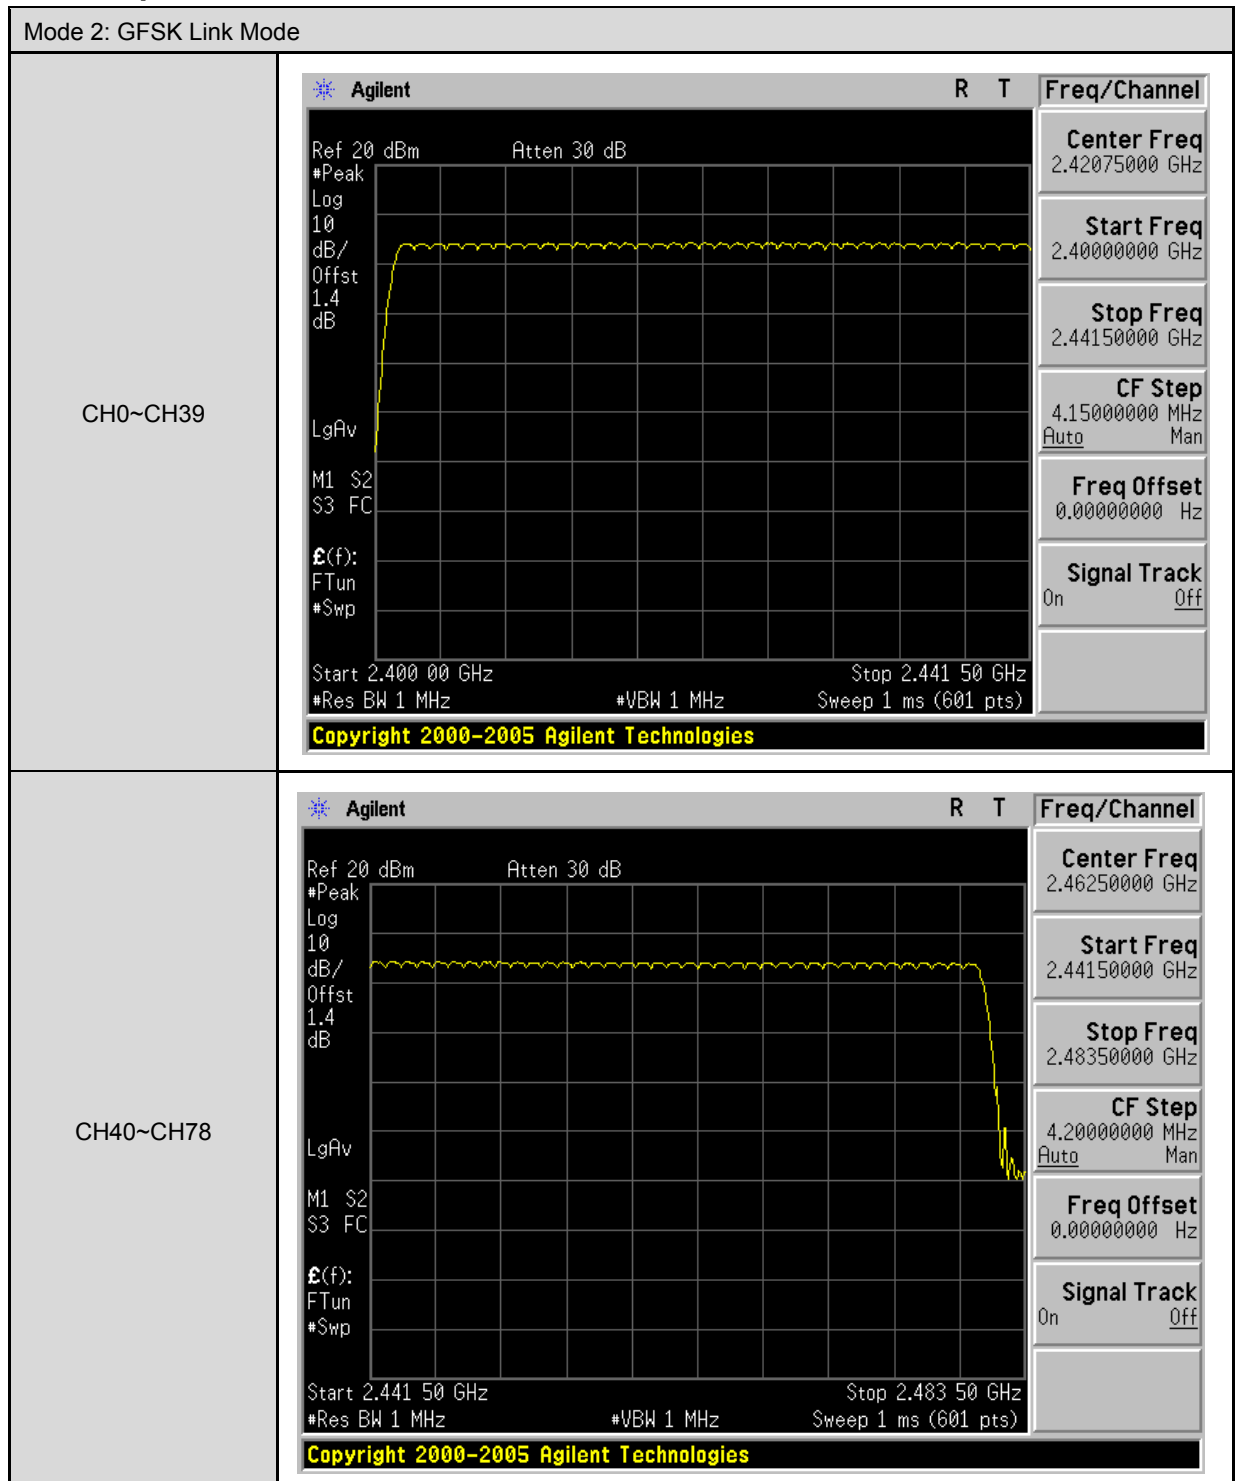 Mode 2: GFSK Link Mode
CH0~CH39
Agilent R T Freq/Channel
Ref 20 dBm Atten 30 dB
#Peak
Log
10
dB/
Offst
1.4
dB
LgAv
M1 S2
S3 FC
£(f):
FTun
#Swp
Start 2.400 00 GHz Stop 2.441 50 GHz
#Res BW 1 MHz #VBW 1 MHz Sweep 1 ms (601 pts)
Copyright 2000-2005 Agilent Technologies
Center Freq
2.42075000 GHz
Start Freq
2.40000000 GHz
Stop Freq
2.44150000 GHz
CF Step
4.15000000 MHz
Auto Man
Freq Offset
0.00000000 Hz
Signal Track
On Off
CH40~CH78
Agilent R T Freq/Channel
Ref 20 dBm Atten 30 dB
#Peak
Log
10
dB/
Offst
1.4
dB
LgAv
M1 S2
S3 FC
£(f):
FTun
#Swp
Start 2.441 50 GHz Stop 2.483 50 GHz
#Res BW 1 MHz #VBW 1 MHz Sweep 1 ms (601 pts)
Copyright 2000-2005 Agilent Technologies
Center Freq
2.46250000 GHz
Start Freq
2.44150000 GHz
Stop Freq
2.48350000 GHz
CF Step
4.20000000 MHz
Auto Man
Freq Offset
0.00000000 Hz
Signal Track
On Off